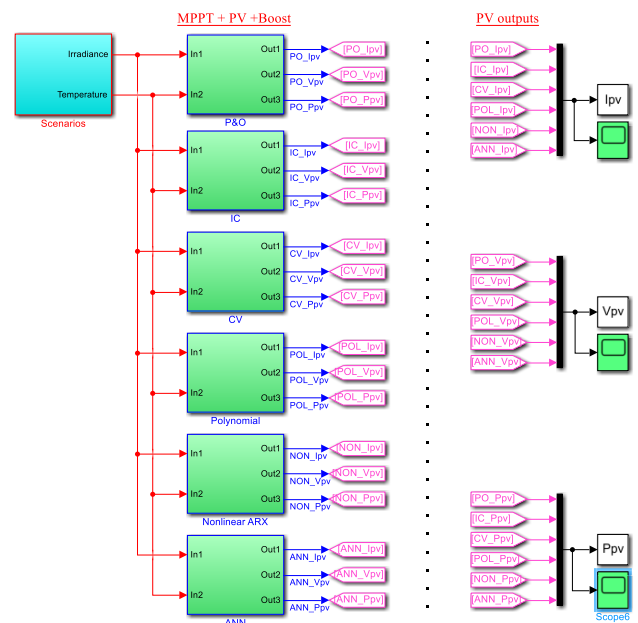 MPPT + PV +Boost
PV outputs
Irradiance
Temperature
Scenarios
In1
In2
Out1
Out2
Out3
P&O
PO_Ipv
PO_Vpv
PO_Ppv
[PO_Ipv]
[PO_Vpv]
[PO_Ppv]
In1
In2
Out1
Out2
Out3
IC
IC_Ipv
IC_Vpv
IC_Ppv
[IC_Ipv]
[IC_Vpv]
[IC_Ppv]
In1
In2
Out1
Out2
Out3
CV
CV_Ipv
CV_Vpv
CV_Ppv
[CV_Ipv]
[CV_Vpv]
[CV_Ppv]
In1
In2
Out1
Out2
Out3
Polynomial
POL_Ipv
POL_Vpv
POL_Ppv
[POL_Ipv]
[POL_Vpv]
[POL_Ppv]
In1
In2
Out1
Out2
Out3
Nonlinear ARX
NON_Ipv
NON_Vpv
NON_Ppv
[NON_Ipv]
[NON_Vpv]
[NON_Ppv]
In1
In2
Out1
Out2
Out3
ANN
ANN_Ipv
ANN_Vpv
ANN_Ppv
[ANN_Ipv]
[ANN_Vpv]
[ANN_Ppv]
[PO_Ipv]
[IC_Ipv]
[CV_Ipv]
[POL_Ipv]
[NON_Ipv]
[ANN_Ipv]
Ipv
[PO_Vpv]
[IC_Vpv]
[CV_Vpv]
[POL_Vpv]
[NON_Vpv]
[ANN_Vpv]
Vpv
[PO_Ppv]
[IC_Ppv]
[CV_Ppv]
[POL_Ppv]
[NON_Ppv]
[ANN_Ppv]
Ppv
Scope6